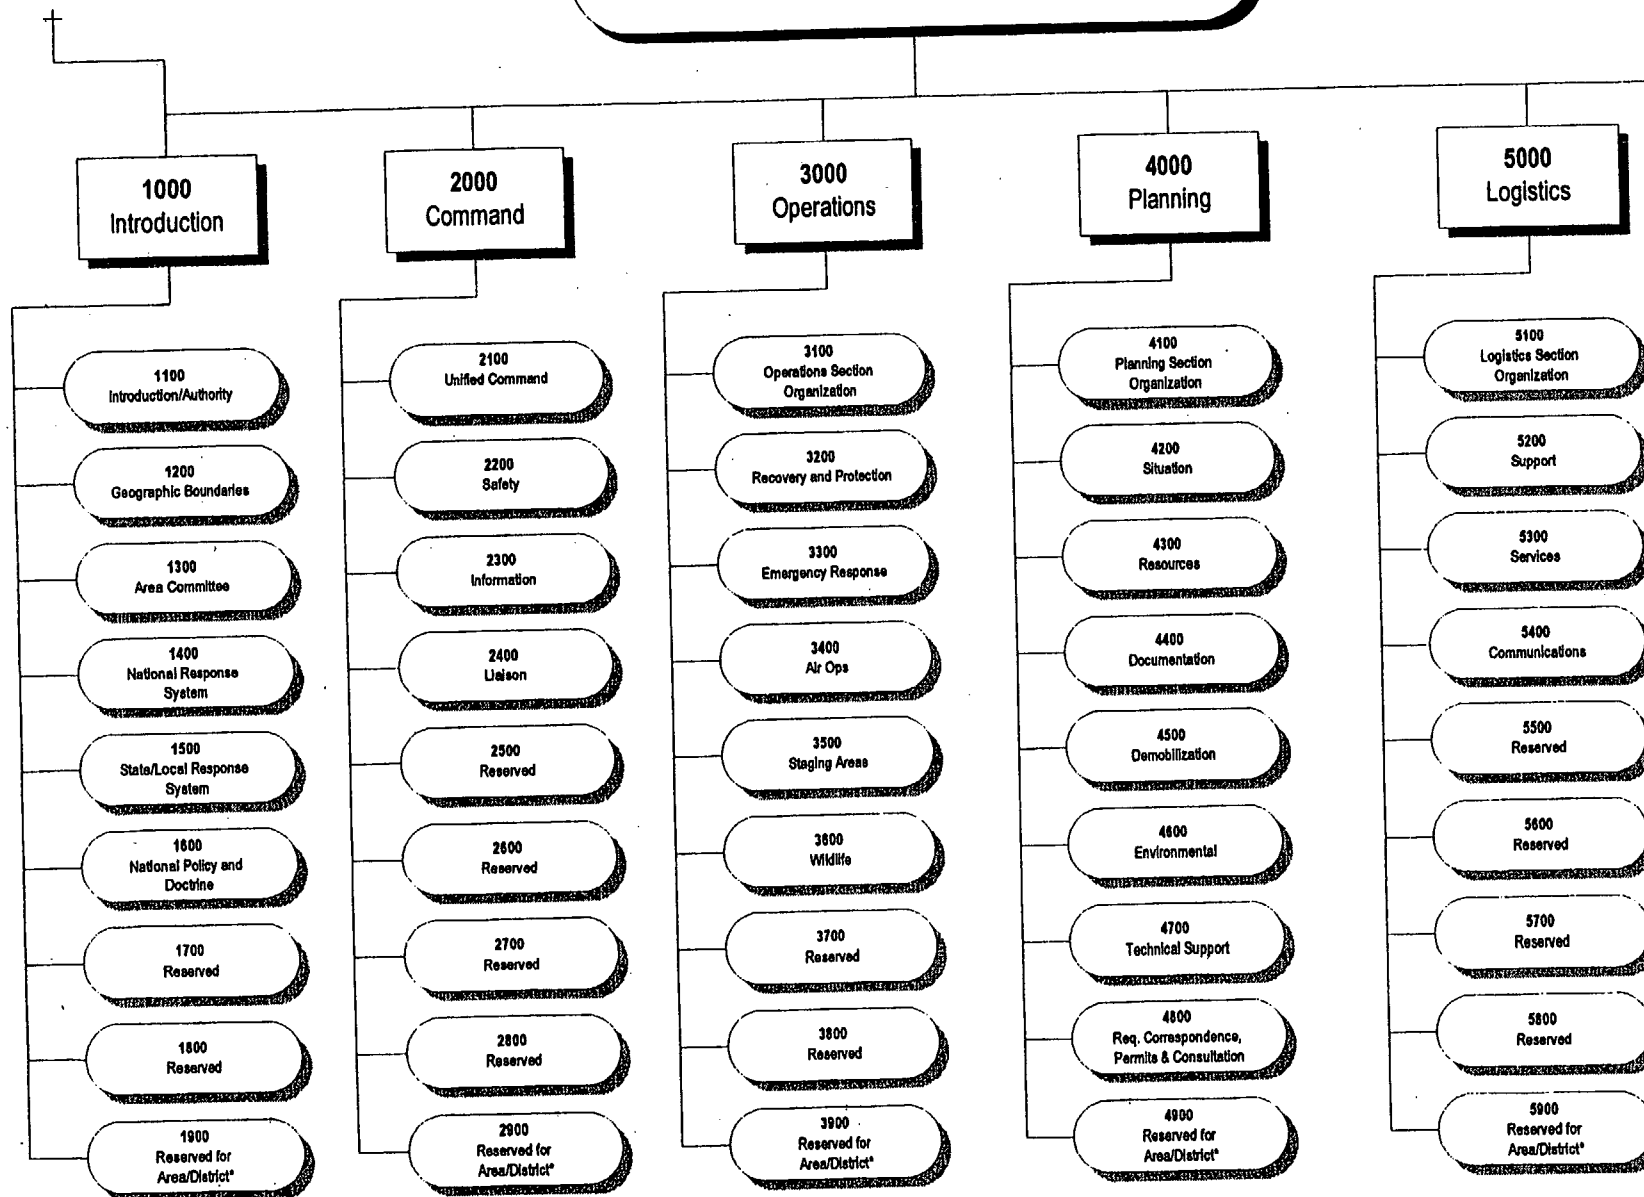 1000
Introduction
1100
Introduction/Authority
1200
Geographic Boundaries
1300
Area Committee
1400
National Response
System
1500
State/Local Response
System
1600
National Policy and
Doctrine
1700
Reserved
1800
Reserved
1900
Reserved for
Area/District*
2000
Command
2100
Unified Command
2200
Safety
2300
Information
2400
Liaison
2500
Reserved
2600
Reserved
2700
Reserved
2800
Reserved
2900
Reserved for
Area/District*
3000
Operations
3100
Operations Section
Organization
3200
Recovery and Protection
3300
Emergency Response
3400
Air Ops
3500
Staging Areas
3600
Wildlife
3700
Reserved
3800
Reserved
3900
Reserved for
Area/District*
4000
Planning
4100
Planning Section
Organization
4200
Situation
4300
Resources
4400
Documentation
4500
Demobilization
4600
Environmental
4700
Technical Support
4800
Req. Correspondence,
Permits & Consultation
4900
Reserved for
Area/District*
5000
Logistics
5100
Logistics Section
Organization
5200
Support
5300
Services
5400
Communications
5500
Reserved
5600
Reserved
5700
Reserved
5800
Reserved
5900
Reserved for
Area/District*